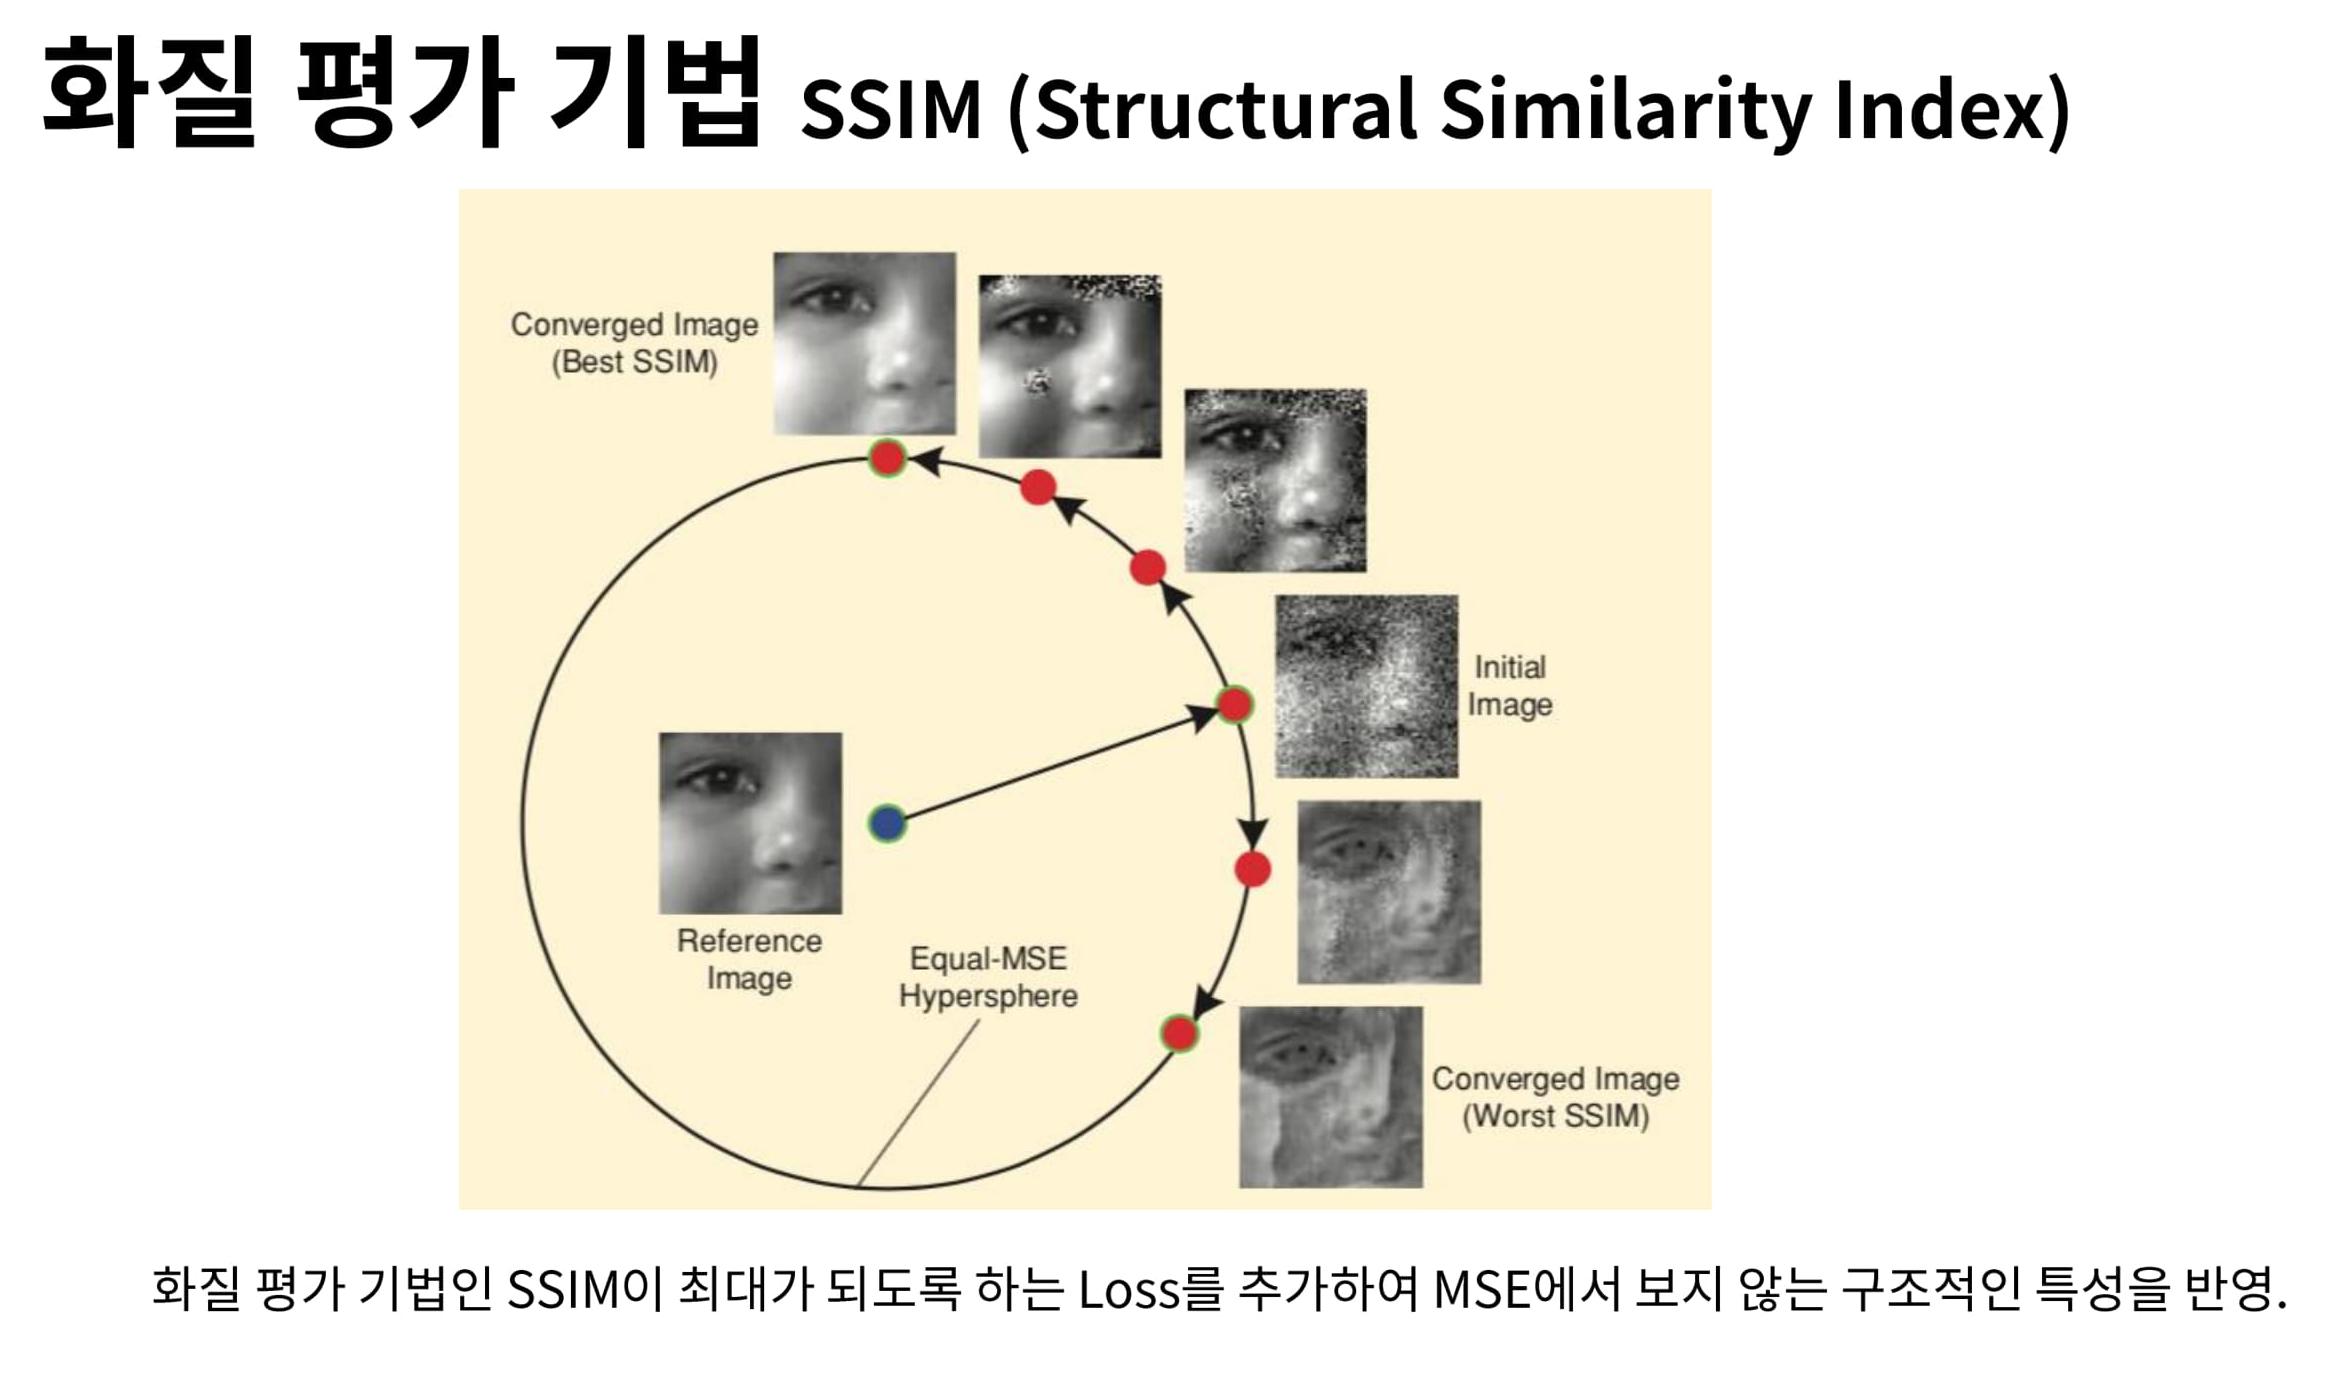 화질 평가 기법 SSIM (Structural Similarity Index)
Converged Image
(Best SSIM)
Initial
Image
Reference
Image
Equal-MSE
Hypersphere
Converged Image
(Worst SSIM)
화질 평가 기법인 SSIM이 최대가 되도록 하는 Loss를 추가하여 MSE에서 보지 않는 구조적인 특성을 반영.